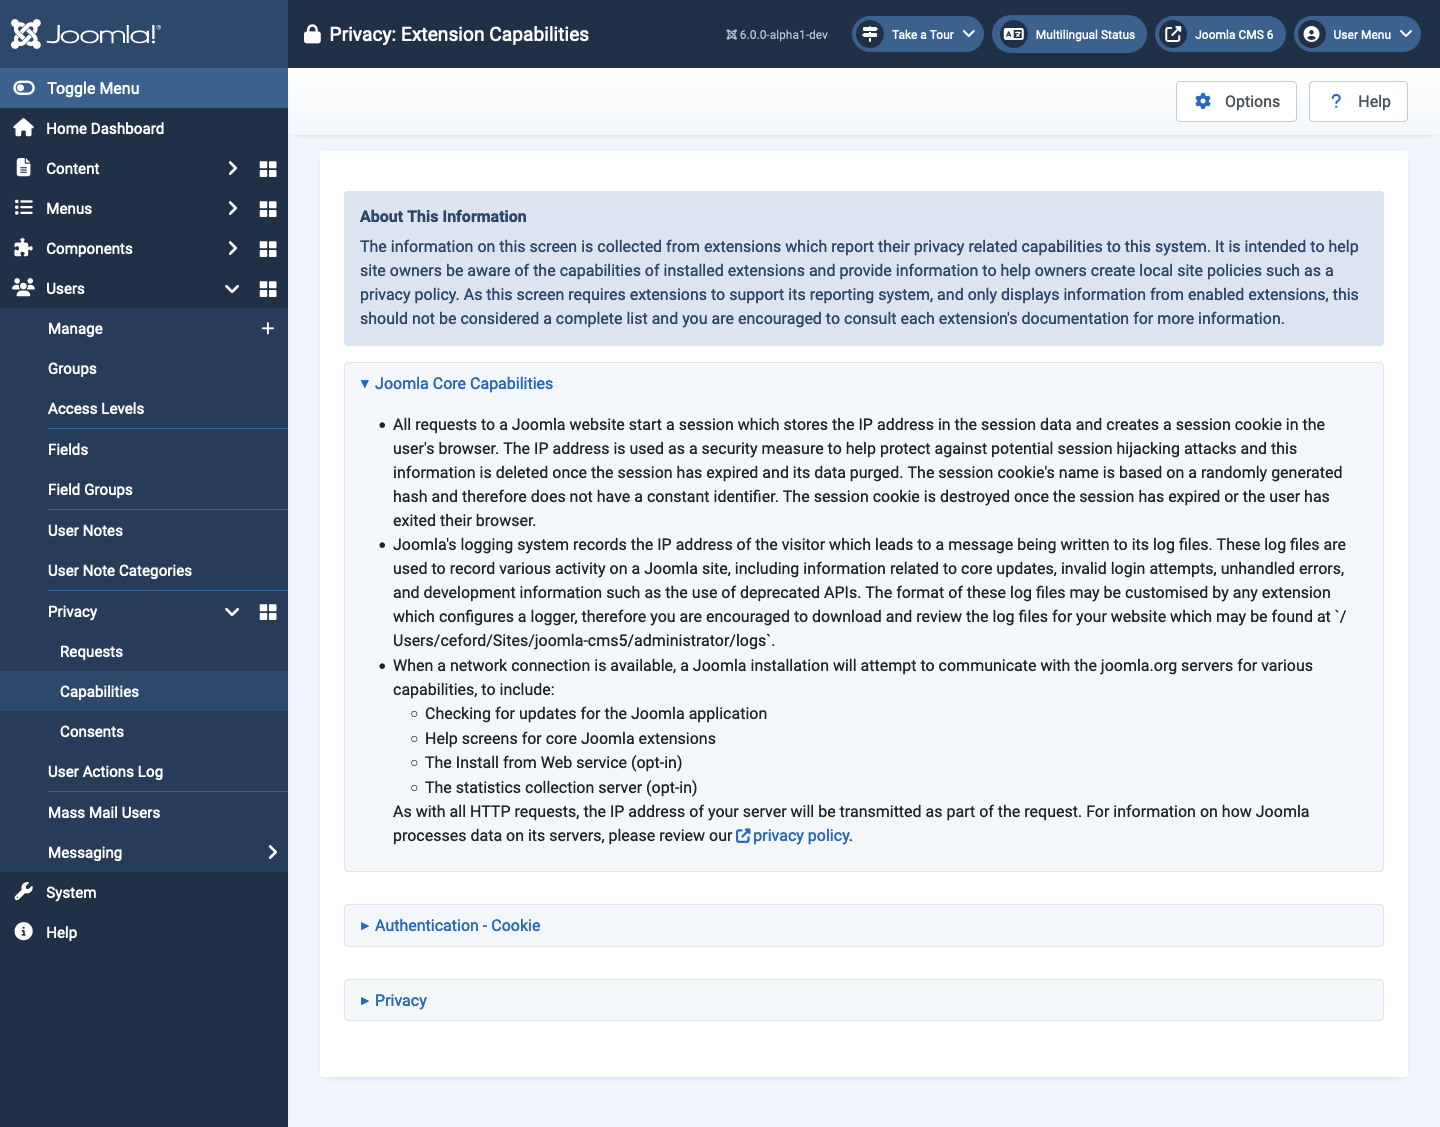 Joomla!
Privacy: Extension Capabilities
6.0.0-alpha1-dev
Take a Tour
Multilingual Status
Joomla CMS 6
User Menu
Toggle Menu
Home Dashboard
Content
Menus
Components
Users
Manage
Groups
Access Levels
Fields
Field Groups
User Notes
User Note Categories
Privacy
Requests
Capabilities
Consents
User Actions Log
Mass Mail Users
Messaging
System
Help
Options
? Help
About This Information
The information on this screen is collected from extensions which report their privacy related capabilities to this system. It is intended to help
site owners be aware of the capabilities of installed extensions and provide information to help owners create local site policies such as a
privacy policy. As this screen requires extensions to support its reporting system, and only displays information from enabled extensions, this
should not be considered a complete list and you are encouraged to consult each extension's documentation for more information.
▼ Joomla Core Capabilities
• All requests to a Joomla website start a session which stores the IP address in the session data and creates a session cookie in the
user's browser. The IP address is used as a security measure to help protect against potential session hijacking attacks and this
information is deleted once the session has expired and its data purged. The session cookie's name is based on a randomly generated
hash and therefore does not have a constant identifier. The session cookie is destroyed once the session has expired or the user has
exited their browser.
• Joomla's logging system records the IP address of the visitor which leads to a message being written to its log files. These log files are
used to record various activity on a Joomla site, including information related to core updates, invalid login attempts, unhandled errors,
and development information such as the use of deprecated APIs. The format of these log files may be customised by any extension
which configures a logger, therefore you are encouraged to download and review the log files for your website which may be found at `/
Users/ceford/Sites/joomla-cms5/administrator/logs`.
• When a network connection is available, a Joomla installation will attempt to communicate with the joomla.org servers for various
capabilities, to include:
◦ Checking for updates for the Joomla application
◦ Help screens for core Joomla extensions
◦ The Install from Web service (opt-in)
◦ The statistics collection server (opt-in)
As with all HTTP requests, the IP address of your server will be transmitted as part of the request. For information on how Joomla
processes data on its servers, please review our privacy policy.
▶ Authentication - Cookie
▶ Privacy